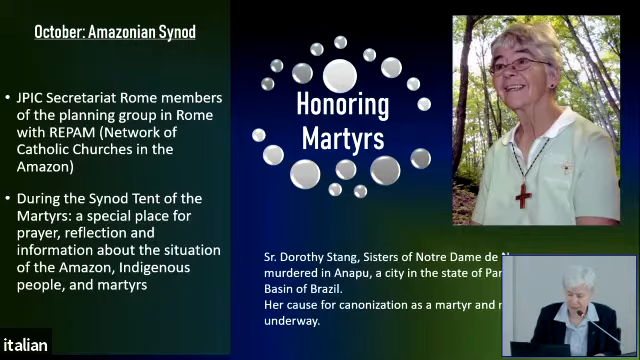 October: Amazonian Synod
• JPIC Secretariat Rome members
of the planning group in Rome
with REPAM (Network of
Catholic Churches in the
Amazon)
• During the Synod Tent of the
Martyrs: a special place for
prayer, reflection and
information about the situation
of the Amazon, Indigenous
people, and martyrs
Honoring
Martyrs
Sr. Dorothy Stang, Sisters of Notre Dame de
murdered in Anapu, a city in the state of
Basin of Brazil.
Her cause for canonization as a martyr and
underway.
italian